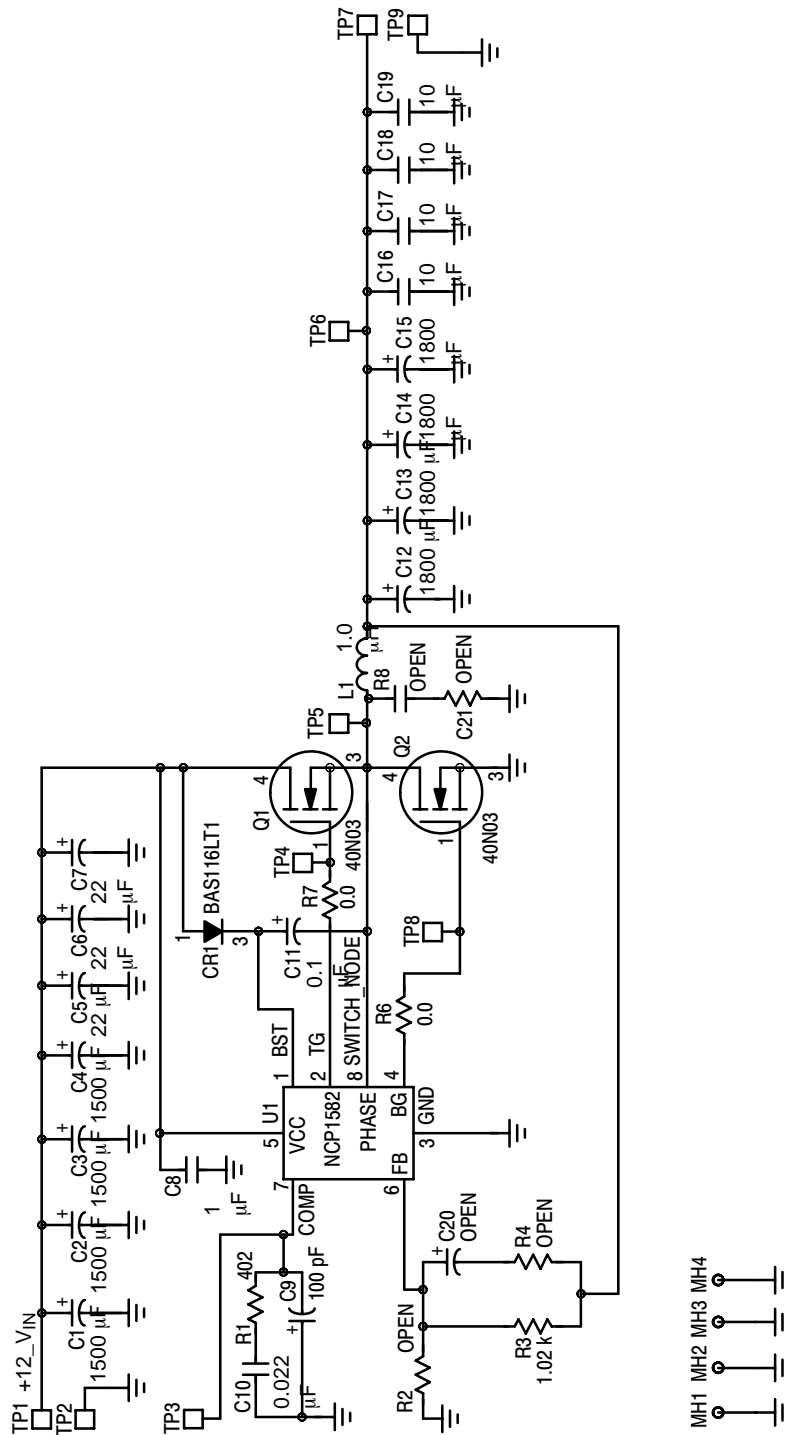 TP1
+12_VIN
TP2
C1
+
1500 µF
C2
+
1500 µF
C3
+
1500 µF
C4
+
1500 µF
C5
+
22 µF
C6
+
22
µF
C7
+
22
µF
TP3
C8
1
µF
C10
0.022
µF
R1
402
C9
+
100 pF
7
COMP
5
VCC
U1
NCP1582
PHASE
BG
FB
6
3
GND
1
BST
2
TG
8
SWITCH_NODE
4
1
CR1
BAS116LT1
3
C11
+
0.1
µF
R7
0.0
TP4
Q1
4
1
3
40N03
R6
0.0
TP8
Q2
4
1
3
40N03
TP5
L1
1.0
µF
R8
OPEN
C21
OPEN
C12
+
1800 µF
C13
+
1800 µF
C14
+
1800
µF
C15
+
1800
µF
TP6
C16
10
µF
C17
10
µF
C18
10
µF
C19
10
µF
TP7
TP9
R2
OPEN
C20
+
OPEN
R3
1.02 k
R4
OPEN
MH1
MH2
MH3
MH4